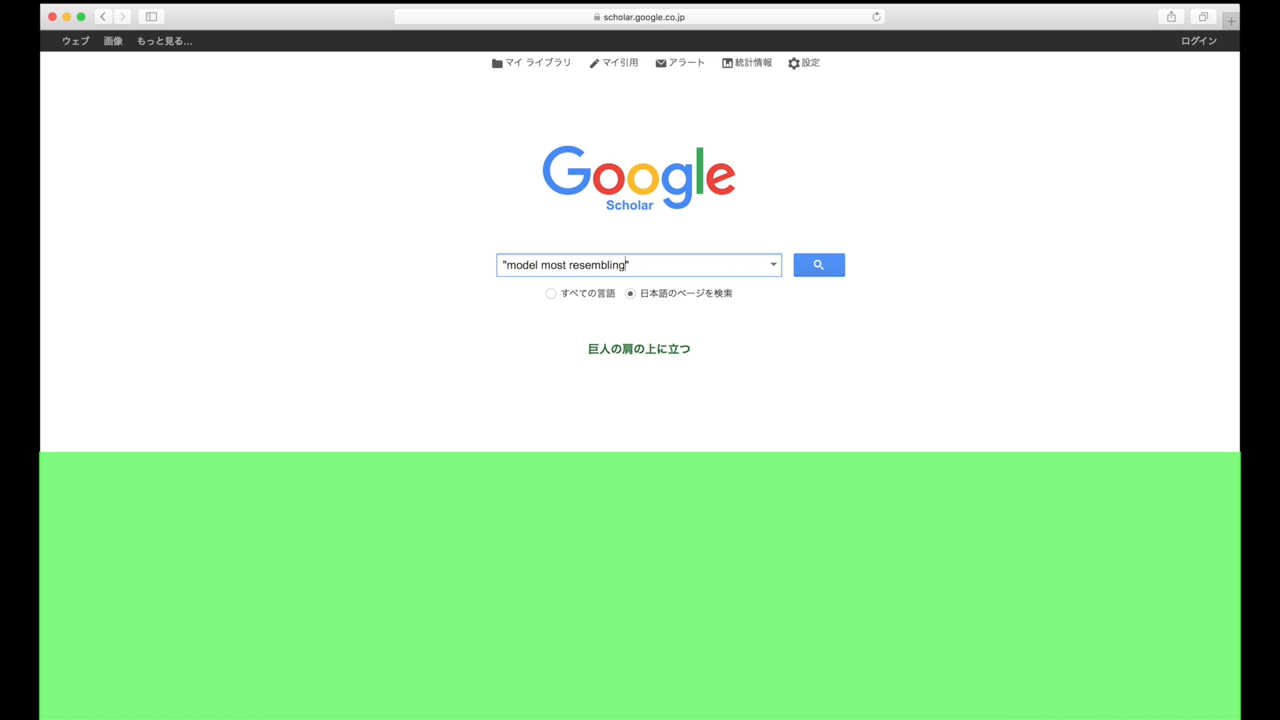 scholar.google.co.jp
ウェブ 画像 もっと見る... ログイン
マイ ライブラリ マイ引用 アラート 統計情報 設定
Google
Scholar
"model most resembling"
すべての言語 日本語のページを検索
巨人の肩の上に立つ